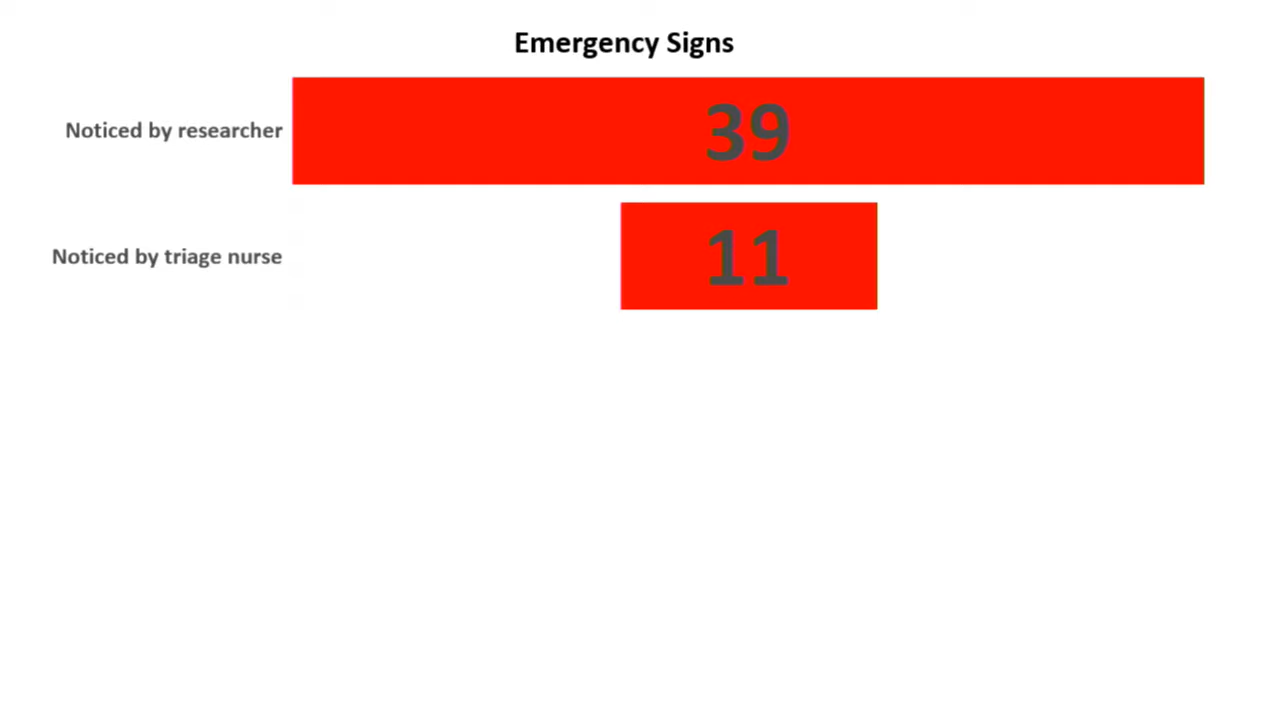 Emergency Signs
Noticed by researcher
39
Noticed by triage nurse
11